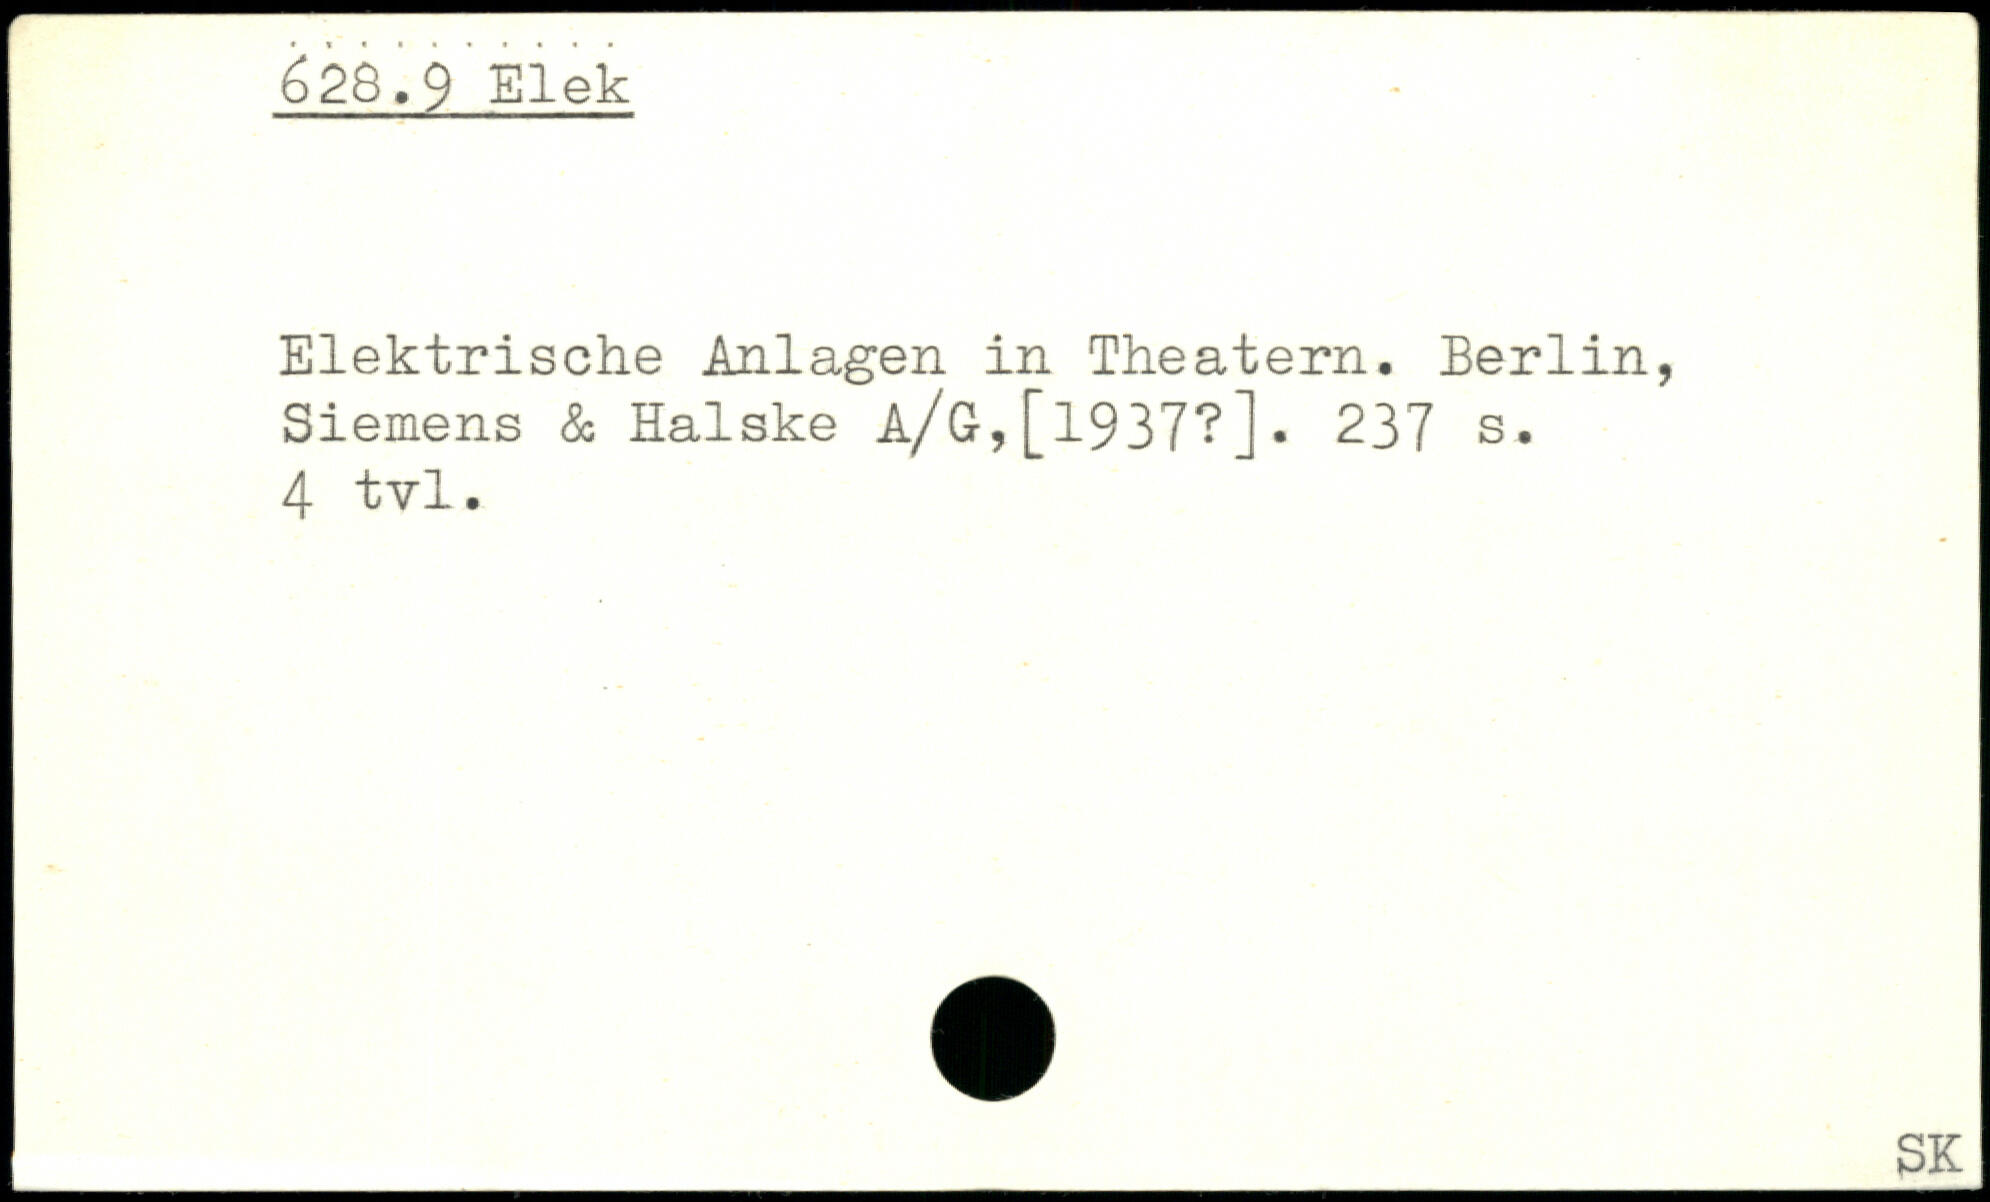 628.9 Elek
Elektrische Anlagen in Theatern. Berlin,
Siemens & Halske A/G,[1937?]. 237 s.
4 tvl.
SK